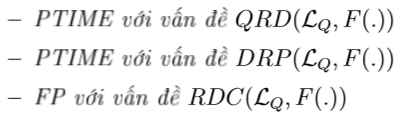 – PTIME với vấn đề QRD(ℒ_Q, F(.))
– PTIME với vấn đề DRP(ℒ_Q, F(.))
– FP với vấn đề RDC(ℒ_Q, F(.))